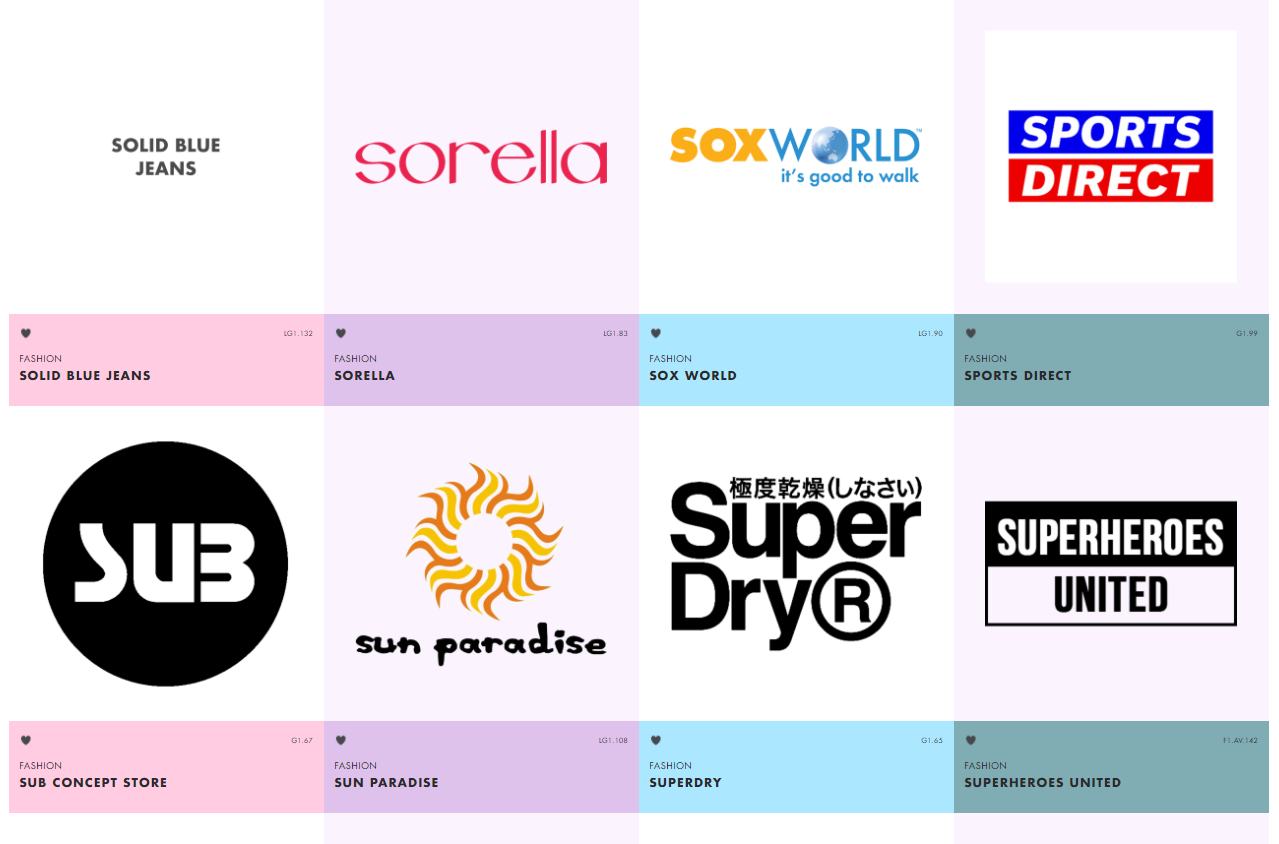 SOLID BLUE
JEANS
sorella
SOXWORLD™
it's good to walk
SPORTS
DIRECT
LG1.132
FASHION
SOLID BLUE JEANS
LG1.83
FASHION
SORELLA
LG1.90
FASHION
SOX WORLD
G1.99
FASHION
SPORTS DIRECT
SUB
sun paradise
極度乾燥(しなさい)
Super
Dry®
SUPERHEROES
UNITED
G1.67
FASHION
SUB CONCEPT STORE
LG1.108
FASHION
SUN PARADISE
G1.65
FASHION
SUPERDRY
F1.AV.142
FASHION
SUPERHEROES UNITED